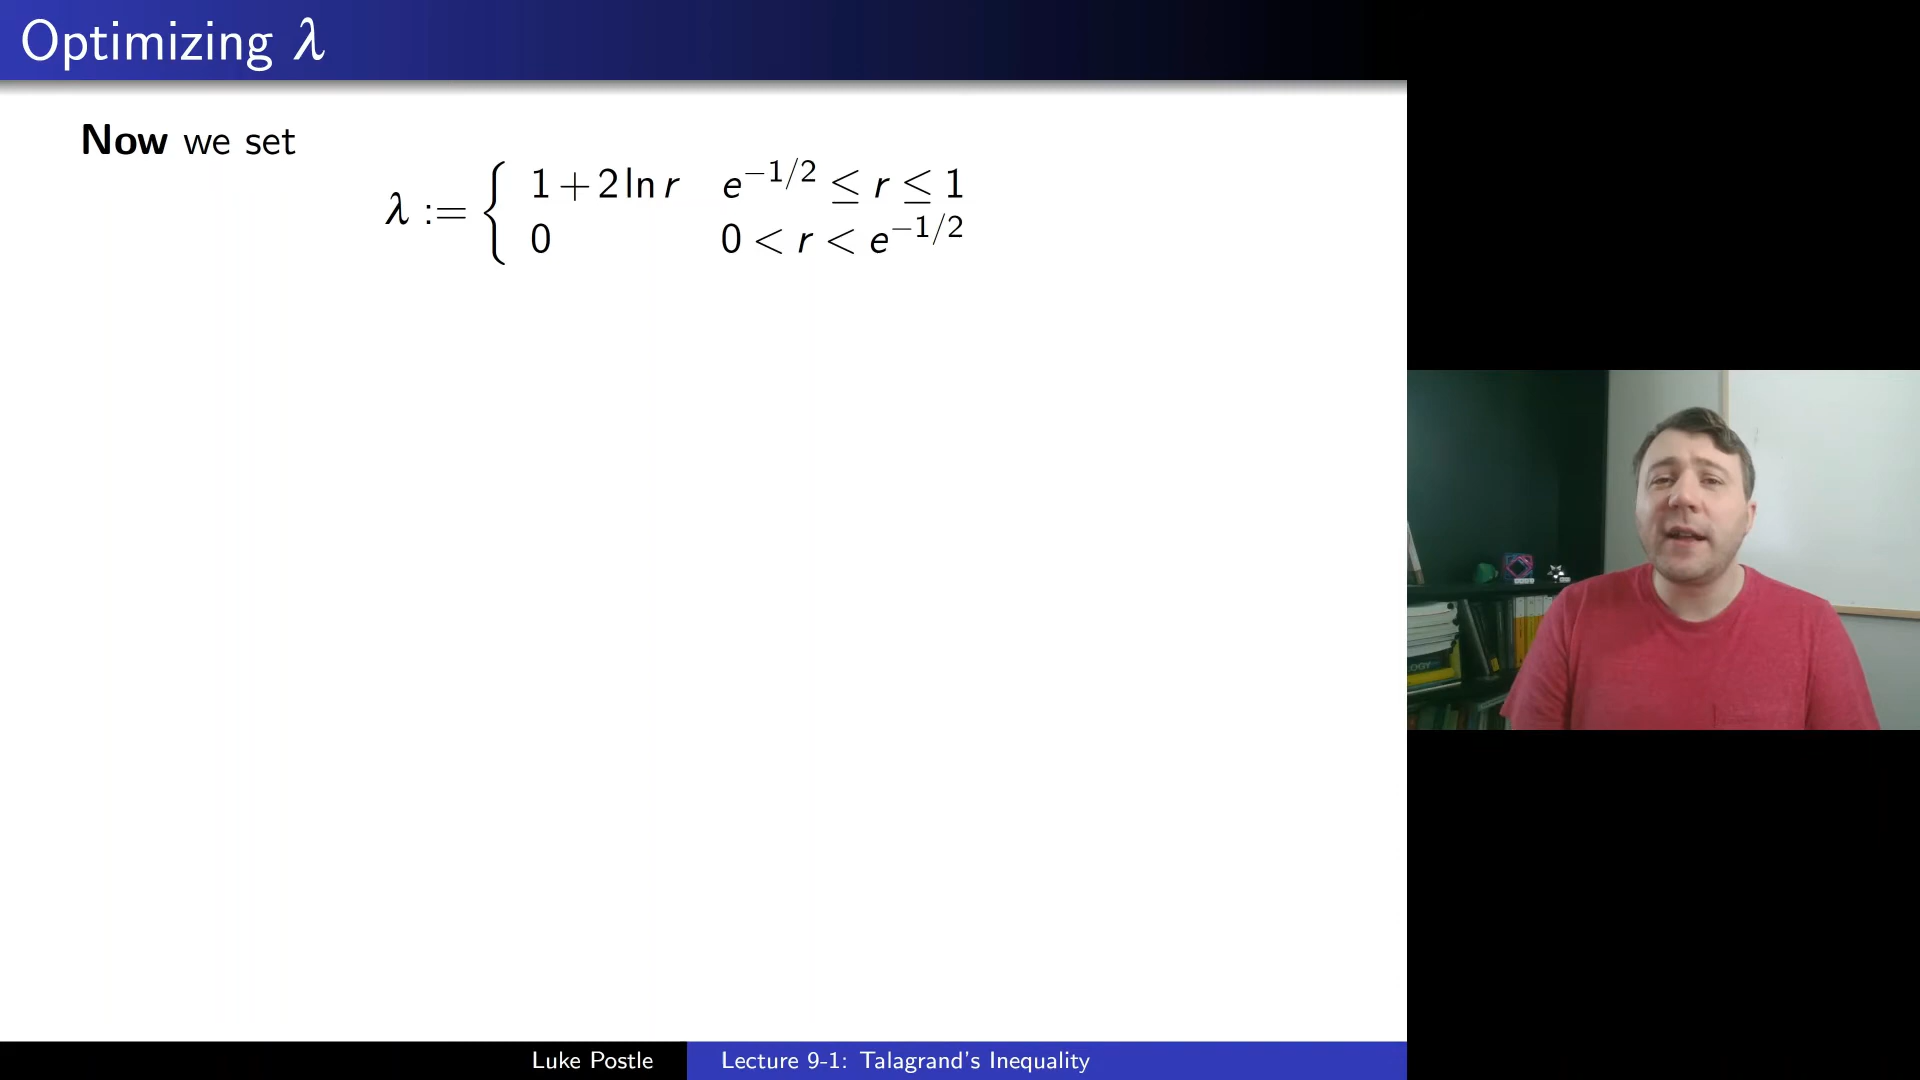 Optimizing λ
Now we set
λ := { 1 + 2 ln r   e^{-1/2} ≤ r ≤ 1
0   0 < r < e^{-1/2}
Luke Postle
Lecture 9-1: Talagrand's Inequality